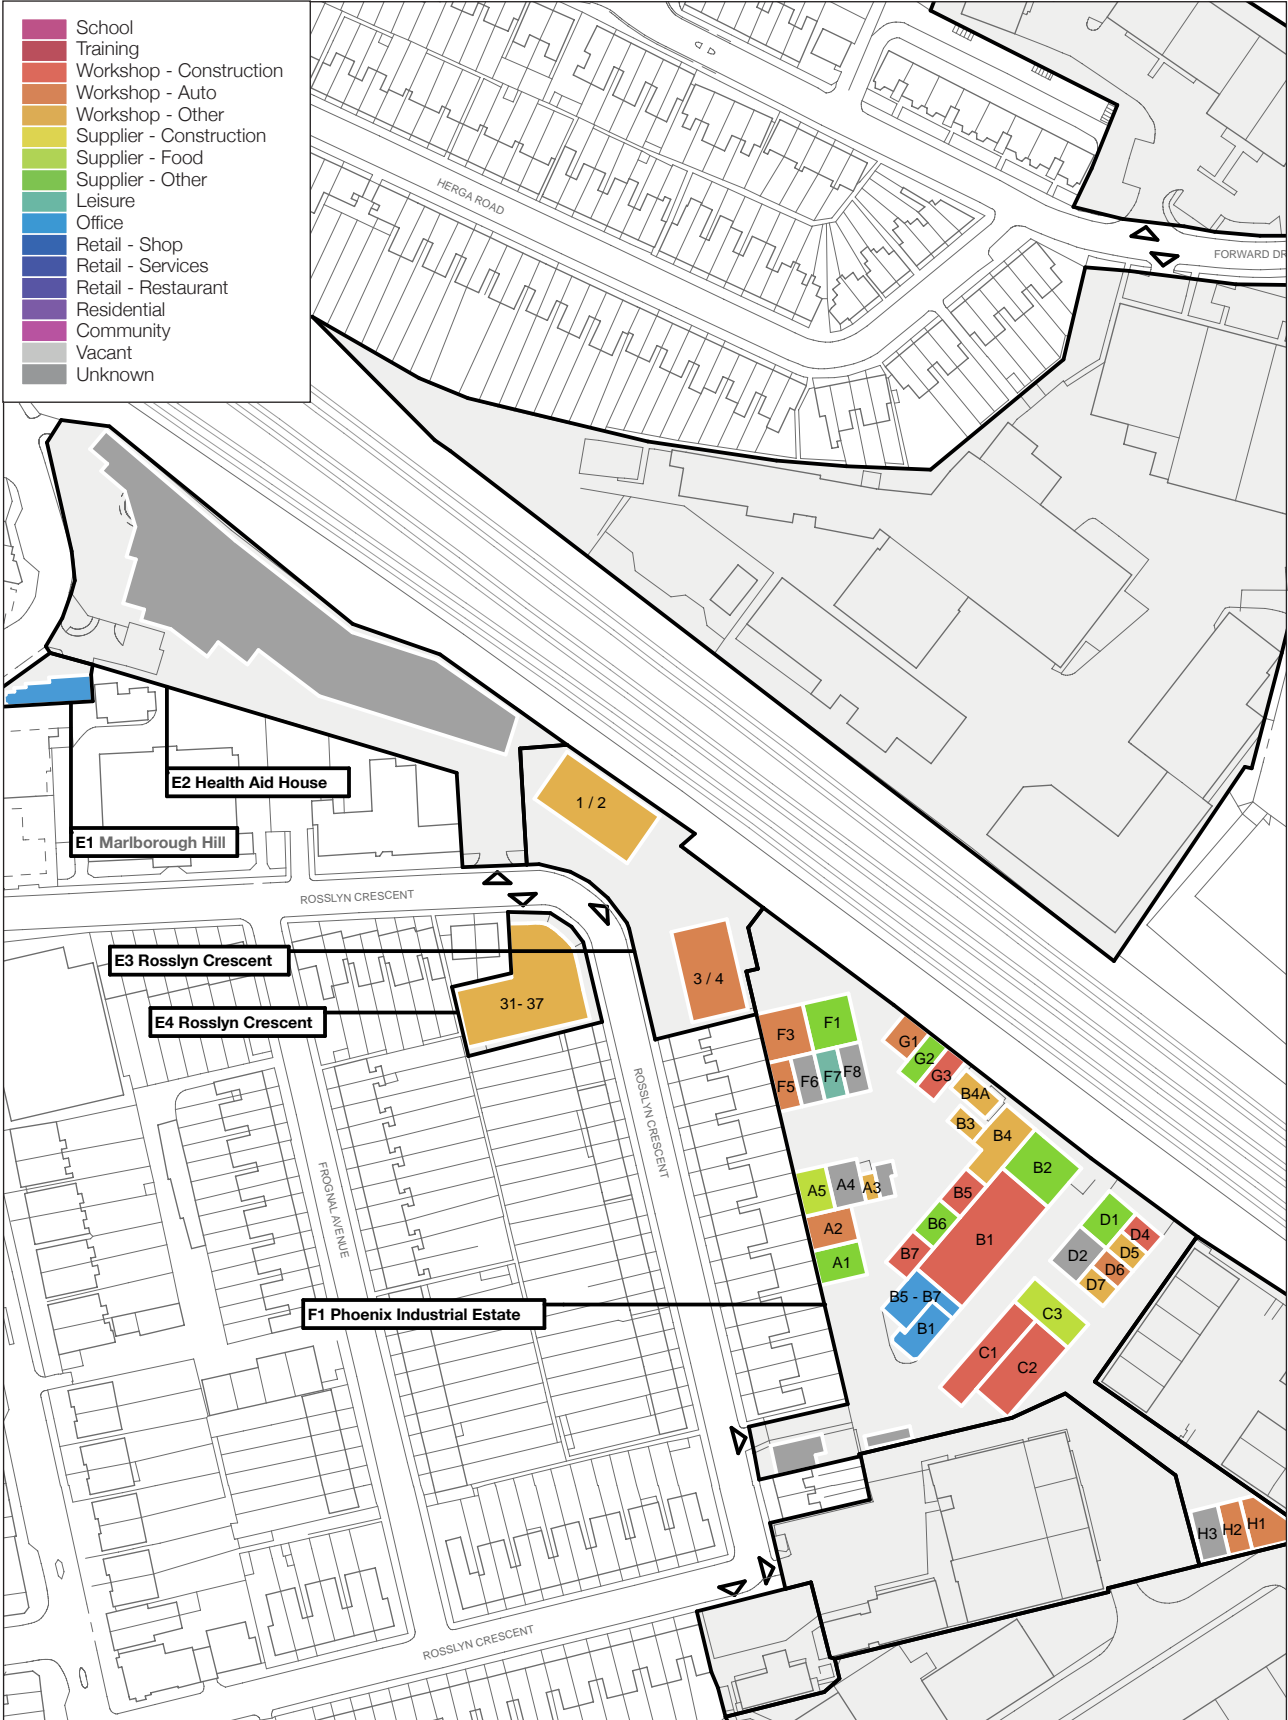 School
Training
Workshop - Construction
Workshop - Auto
Workshop - Other
Supplier - Construction
Supplier - Food
Supplier - Other
Leisure
Office
Retail - Shop
Retail - Services
Retail - Restaurant
Residential
Community
Vacant
Unknown
HERGA ROAD
FORWARD DR
E2 Health Aid House
1 / 2
E1 Marlborough Hill
ROSSLYN CRESCENT
E3 Rosslyn Crescent
3 / 4
31- 37
E4 Rosslyn Crescent
F3
F1
G1
G2
G3
F5
F6
F7
F8
B4A
B3
B4
ROSSLYN CRESCENT
B2
A5
A4
A3
B5
FROGNAL AVENUE
A2
B6
B1
D1
D4
A1
B7
D2
D5
D6
D7
B5 - B7
F1 Phoenix Industrial Estate
B1
C3
C1
C2
H3
H2
H1
ROSSLYN CRESCENT